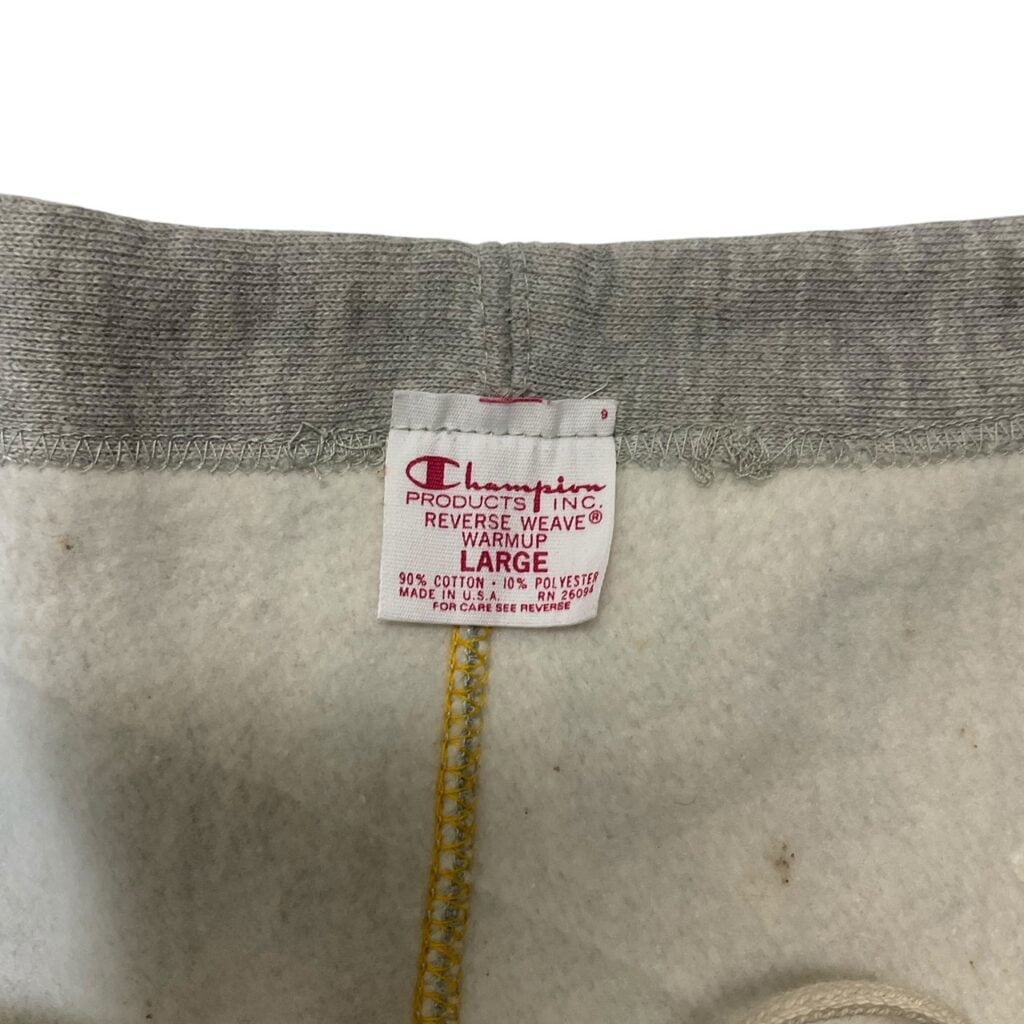 9
Champion
PRODUCTS INC.
REVERSE WEAVE®
WARMUP
LARGE
90% COTTON · 10% POLYESTER
MADE IN U.S.A. RN 26094
FOR CARE SEE REVERSE